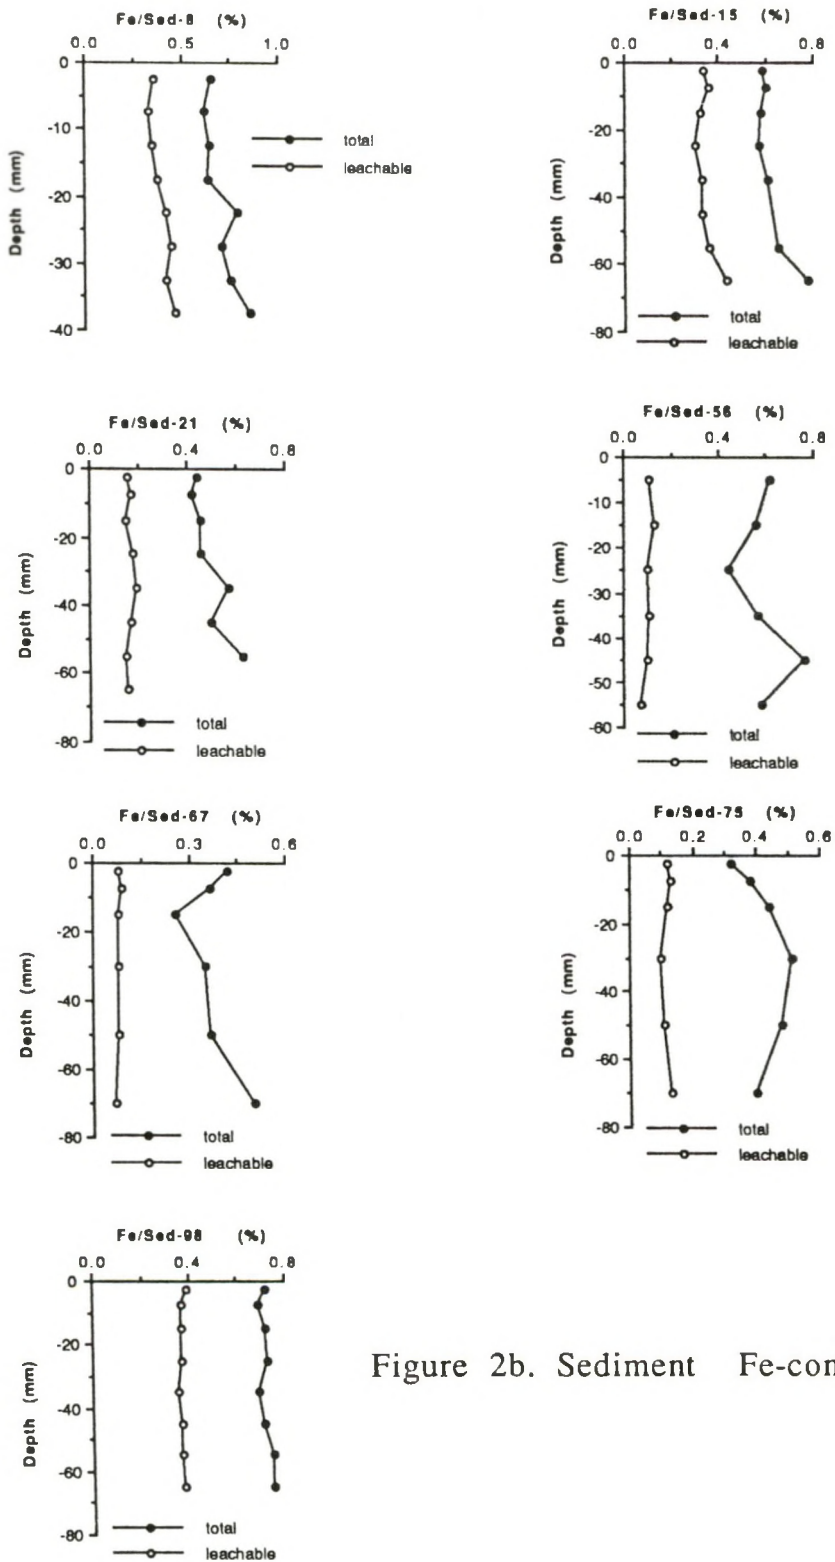 Fe/Sed-8 (%)
0.0 0.5 1.0
0
-10
-20
-30
-40
Depth (mm)
total
leachable
Fe/Sed-15 (%)
0.0 0.4 0.8
0
-20
-40
-60
-80
Depth (mm)
total
leachable
Fe/Sed-21 (%)
0.0 0.4 0.8
0
-20
-40
-60
-80
Depth (mm)
total
leachable
Fe/Sed-56 (%)
0.0 0.4 0.8
0
-10
-20
-30
-40
-50
-60
Depth (mm)
total
leachable
Fe/Sed-67 (%)
0.0 0.3 0.6
0
-20
-40
-60
-80
Depth (mm)
total
leachable
Fe/Sed-75 (%)
0.0 0.2 0.4 0.6
0
-20
-40
-60
-80
Depth (mm)
total
leachable
Fe/Sed-98 (%)
0.0 0.4 0.8
0
-20
-40
-60
-80
Depth (mm)
total
leachable
Figure 2b. Sediment Fe-con